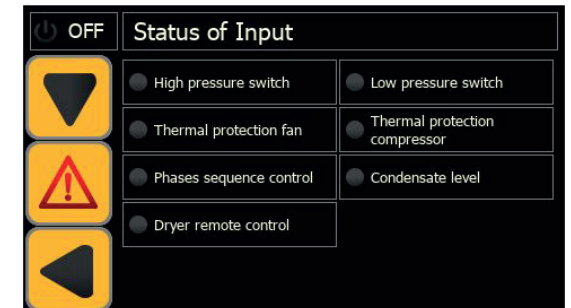 OFF
Status of Input
High pressure switch
Low pressure switch
Thermal protection fan
Thermal protection
compressor
Phases sequence control
Condensate level
Dryer remote control